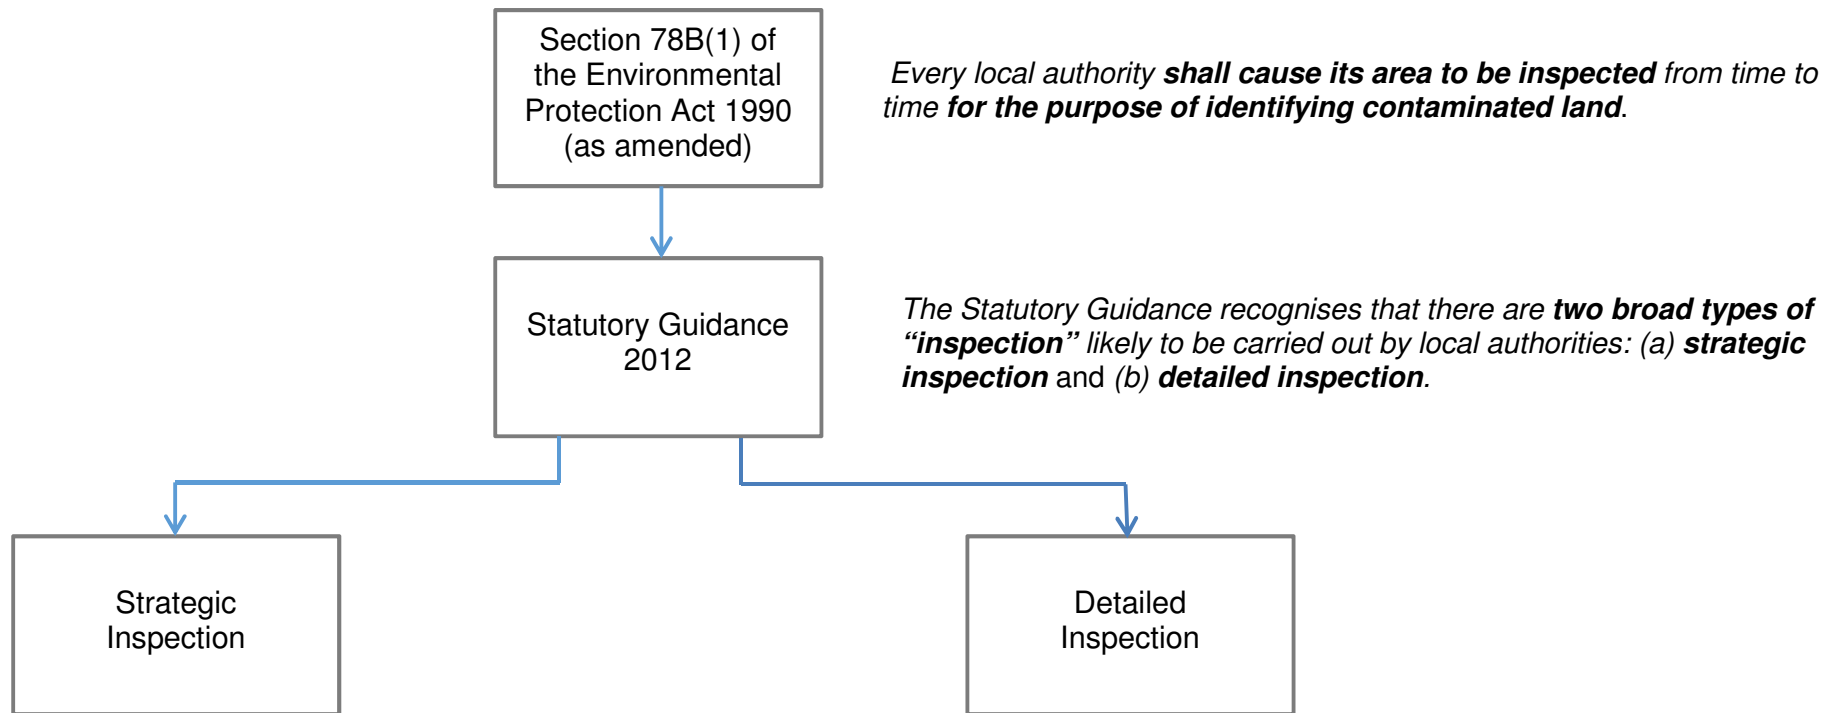 Section 78B(1) of
the Environmental
Protection Act 1990
(as amended)
Every local authority shall cause its area to be inspected from time to
time for the purpose of identifying contaminated land.
Statutory Guidance
2012
The Statutory Guidance recognises that there are two broad types of
“inspection” likely to be carried out by local authorities: (a) strategic
inspection and (b) detailed inspection.
Strategic
Inspection
Detailed
Inspection